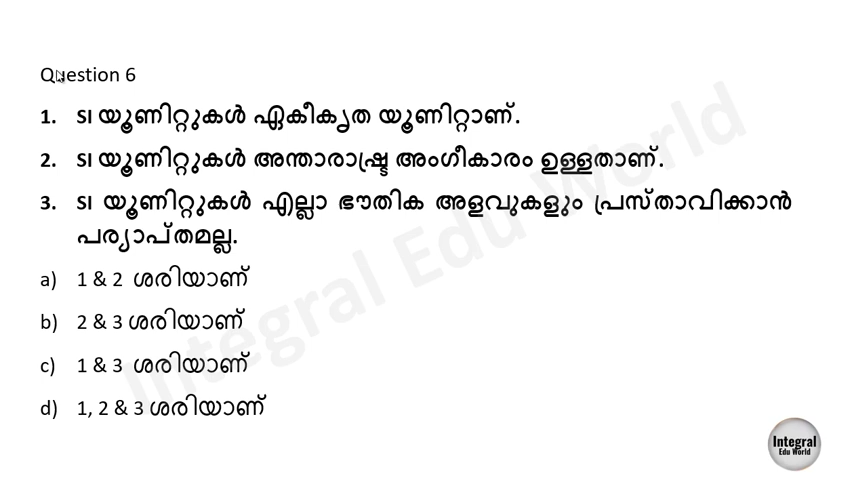 Question 6
1. SI യൂണിറ്റുകൾ ഏകീകൃത യൂണിറ്റാണ്.
2. SI യൂണിറ്റുകൾ അന്താരാഷ്ട്ര അംഗീകാരം ഉള്ളതാണ്.
3. SI യൂണിറ്റുകൾ എല്ലാ ഭൗതിക അളവുകളും പ്രസ്താവിക്കാൻ
പര്യാപ്തമല്ല.
a) 1 & 2 ശരിയാണ്
b) 2 & 3 ശരിയാണ്
c) 1 & 3 ശരിയാണ്
d) 1, 2 & 3 ശരിയാണ്
Integral Edu World
Integral
Edu World